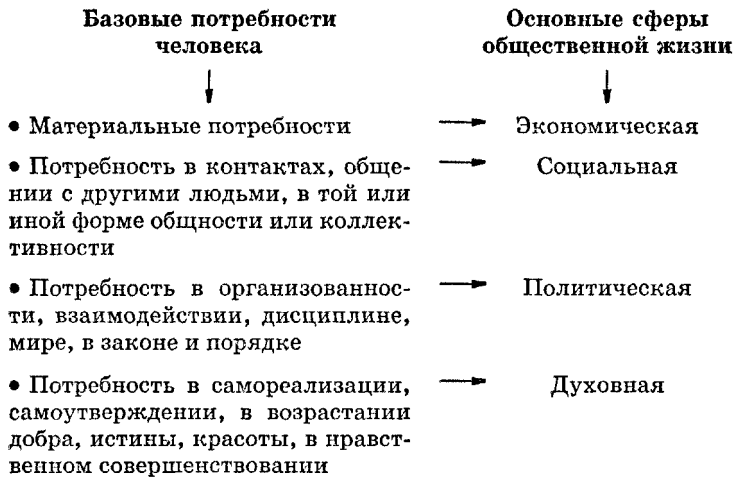 Базовые потребности
человека
Основные сферы
общественной жизни
• Материальные потребности
Экономическая
• Потребность в контактах, обще-
нии с другими людьми, в той или
иной форме общности или коллек-
тивности
Социальная
• Потребность в организованнос-
ти, взаимодействии, дисциплине,
мире, в законе и порядке
Политическая
• Потребность в самореализации,
самоутверждении, в возрастании
добра, истины, красоты, в нравст-
венном совершенствовании
Духовная